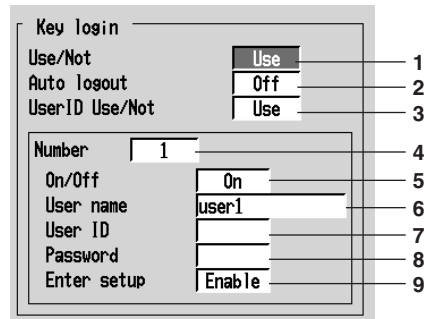 Key login
Use/Not Use 1
Auto logout Off 2
UserID Use/Not Use 3
Number 1 4
On/Off On 5
User name user1 6
User ID 7
Password 8
Enter setup Enable 9